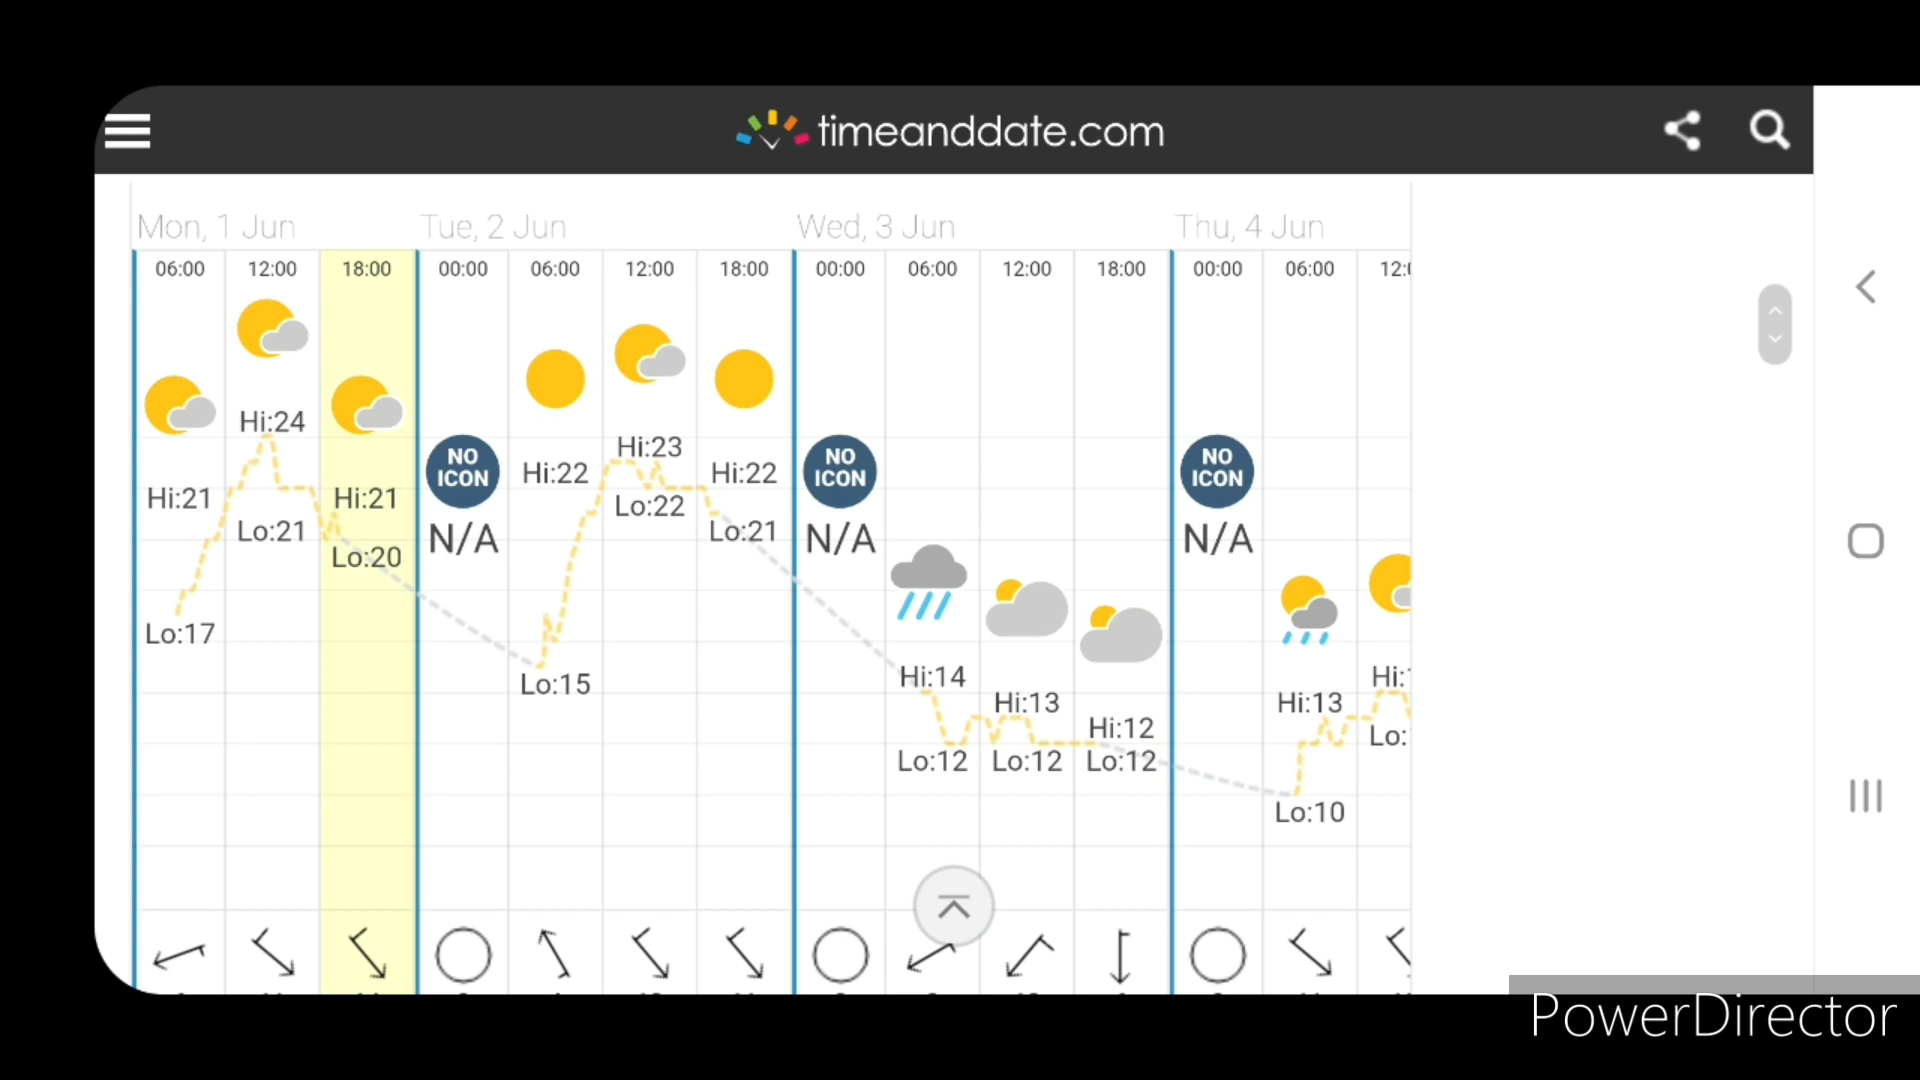 timeanddate.com
Mon, 1 Jun Tue, 2 Jun Wed, 3 Jun Thu, 4 Jun
06:00 12:00 18:00 00:00 06:00 12:00 18:00 00:00 06:00 12:00 18:00 00:00 06:00
Hi:24
Hi:23
NO ICON NO ICON NO ICON
Hi:22 Hi:22
Hi:21 Hi:21
Lo:22
Lo:21 Lo:21
N/A N/A N/A
Lo:20
Lo:17
Hi:14
Lo:15
Hi:13 Hi:13
Hi:12
Lo:12 Lo:12 Lo:12
Lo:10
PowerDirector